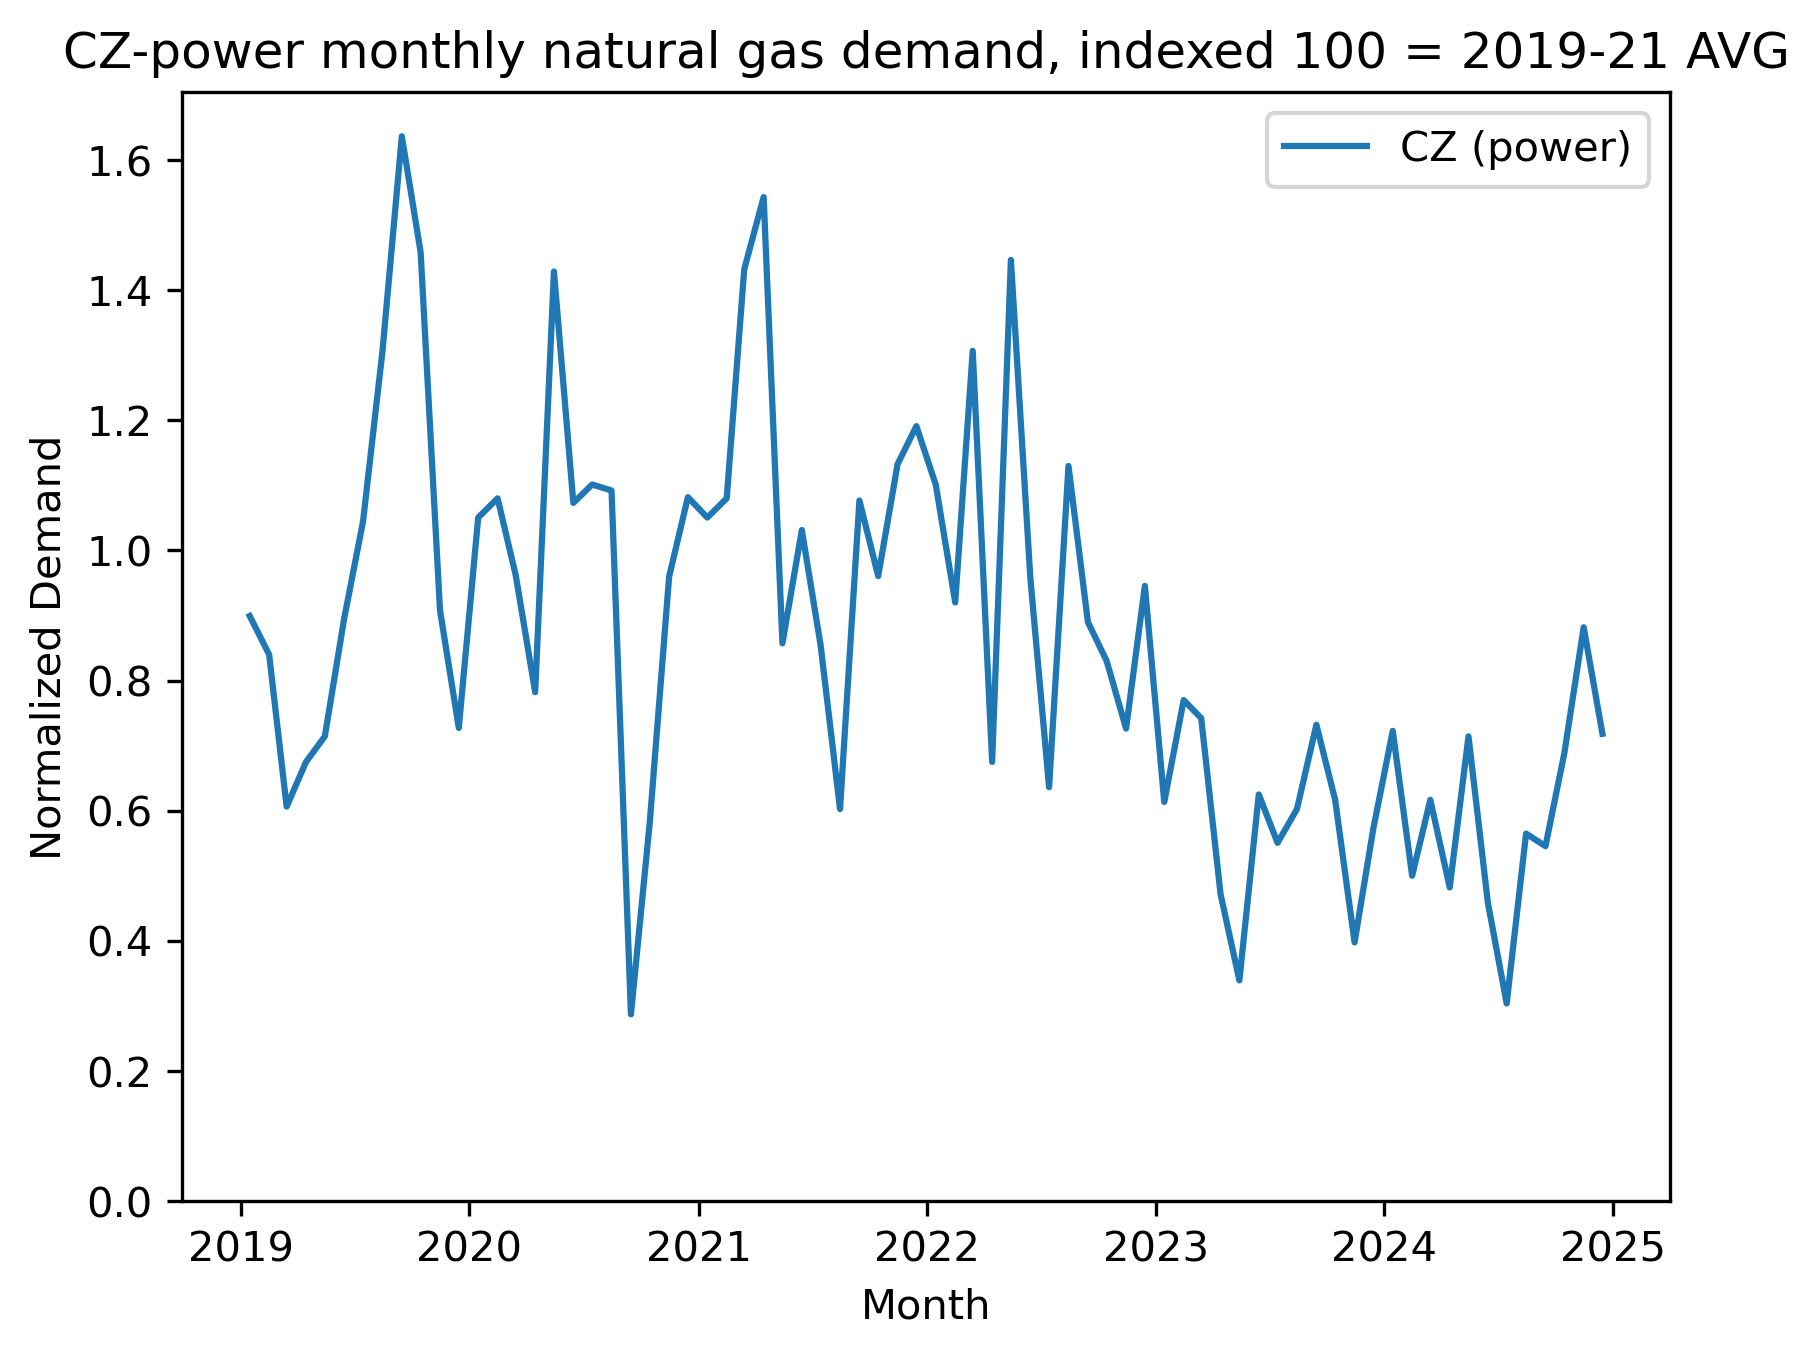 CZ-power monthly natural gas demand, indexed 100 = 2019-21 AVG
CZ (power)
Normalized Demand
1.6
1.4
1.2
1.0
0.8
0.6
0.4
0.2
0.0
2019 2020 2021 2022 2023 2024 2025
Month